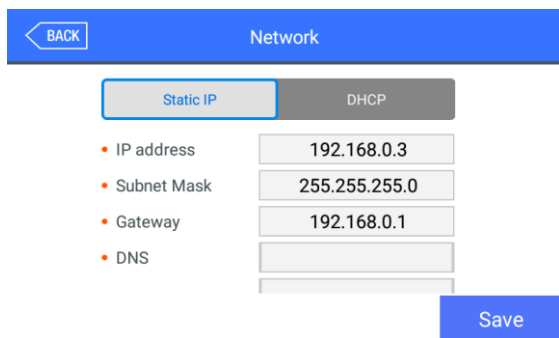 BACK
Network
Static IP
DHCP
IP address
192.168.0.3
Subnet Mask
255.255.255.0
Gateway
192.168.0.1
DNS
Save